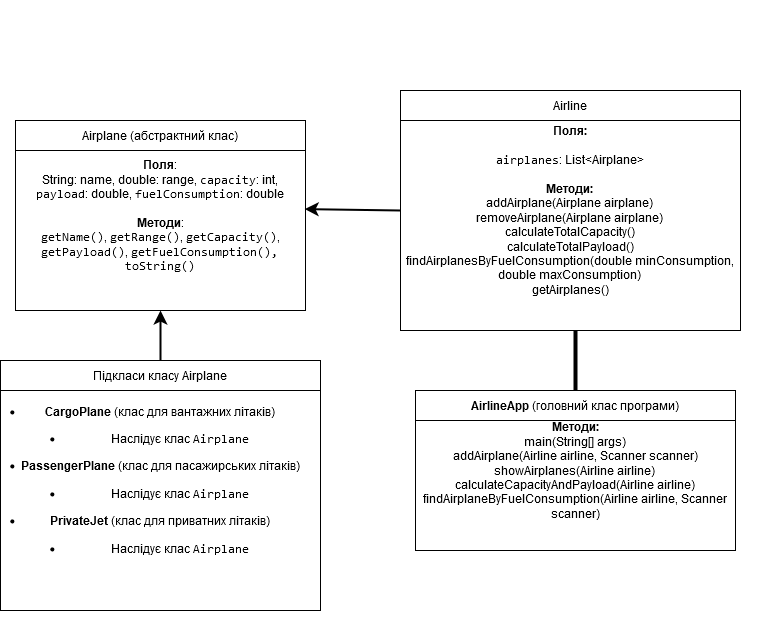 Airplane (абстрактний клас)
Поля:
String: name, double: range, capacity: int,
payload: double, fuelConsumption: double
Методи:
getName(), getRange(), getCapacity(),
getPayload(), getFuelConsumption(),
toString()
Airline
Поля:
airplanes: List<Airplane>
Методи:
addAirplane(Airplane airplane)
removeAirplane(Airplane airplane)
calculateTotalCapacity()
calculateTotalPayload()
findAirplanesByFuelConsumption(double minConsumption,
double maxConsumption)
getAirplanes()
Підкласи класу Airplane
• CargoPlane (клас для вантажних літаків)
• Наслідує клас Airplane
• PassengerPlane (клас для пасажирських літаків)
• Наслідує клас Airplane
• PrivateJet (клас для приватних літаків)
• Наслідує клас Airplane
AirlineApp (головний клас програми)
Методи:
main(String[] args)
addAirplane(Airline airline, Scanner scanner)
showAirplanes(Airline airline)
calculateCapacityAndPayload(Airline airline)
findAirplaneByFuelConsumption(Airline airline, Scanner
scanner)